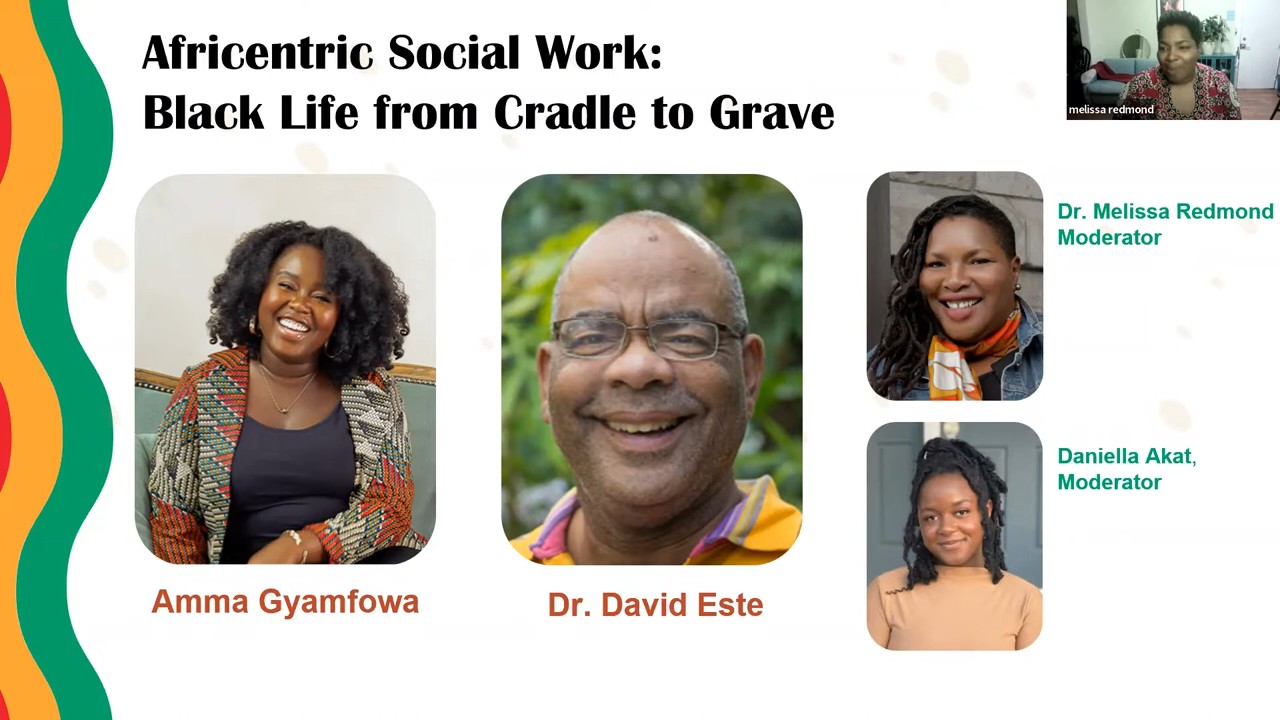 Africentric Social Work:
Black Life from Cradle to Grave
melissa redmond
Amma Gyamfowa
Dr. David Este
Dr. Melissa Redmond
Moderator
Daniella Akat,
Moderator